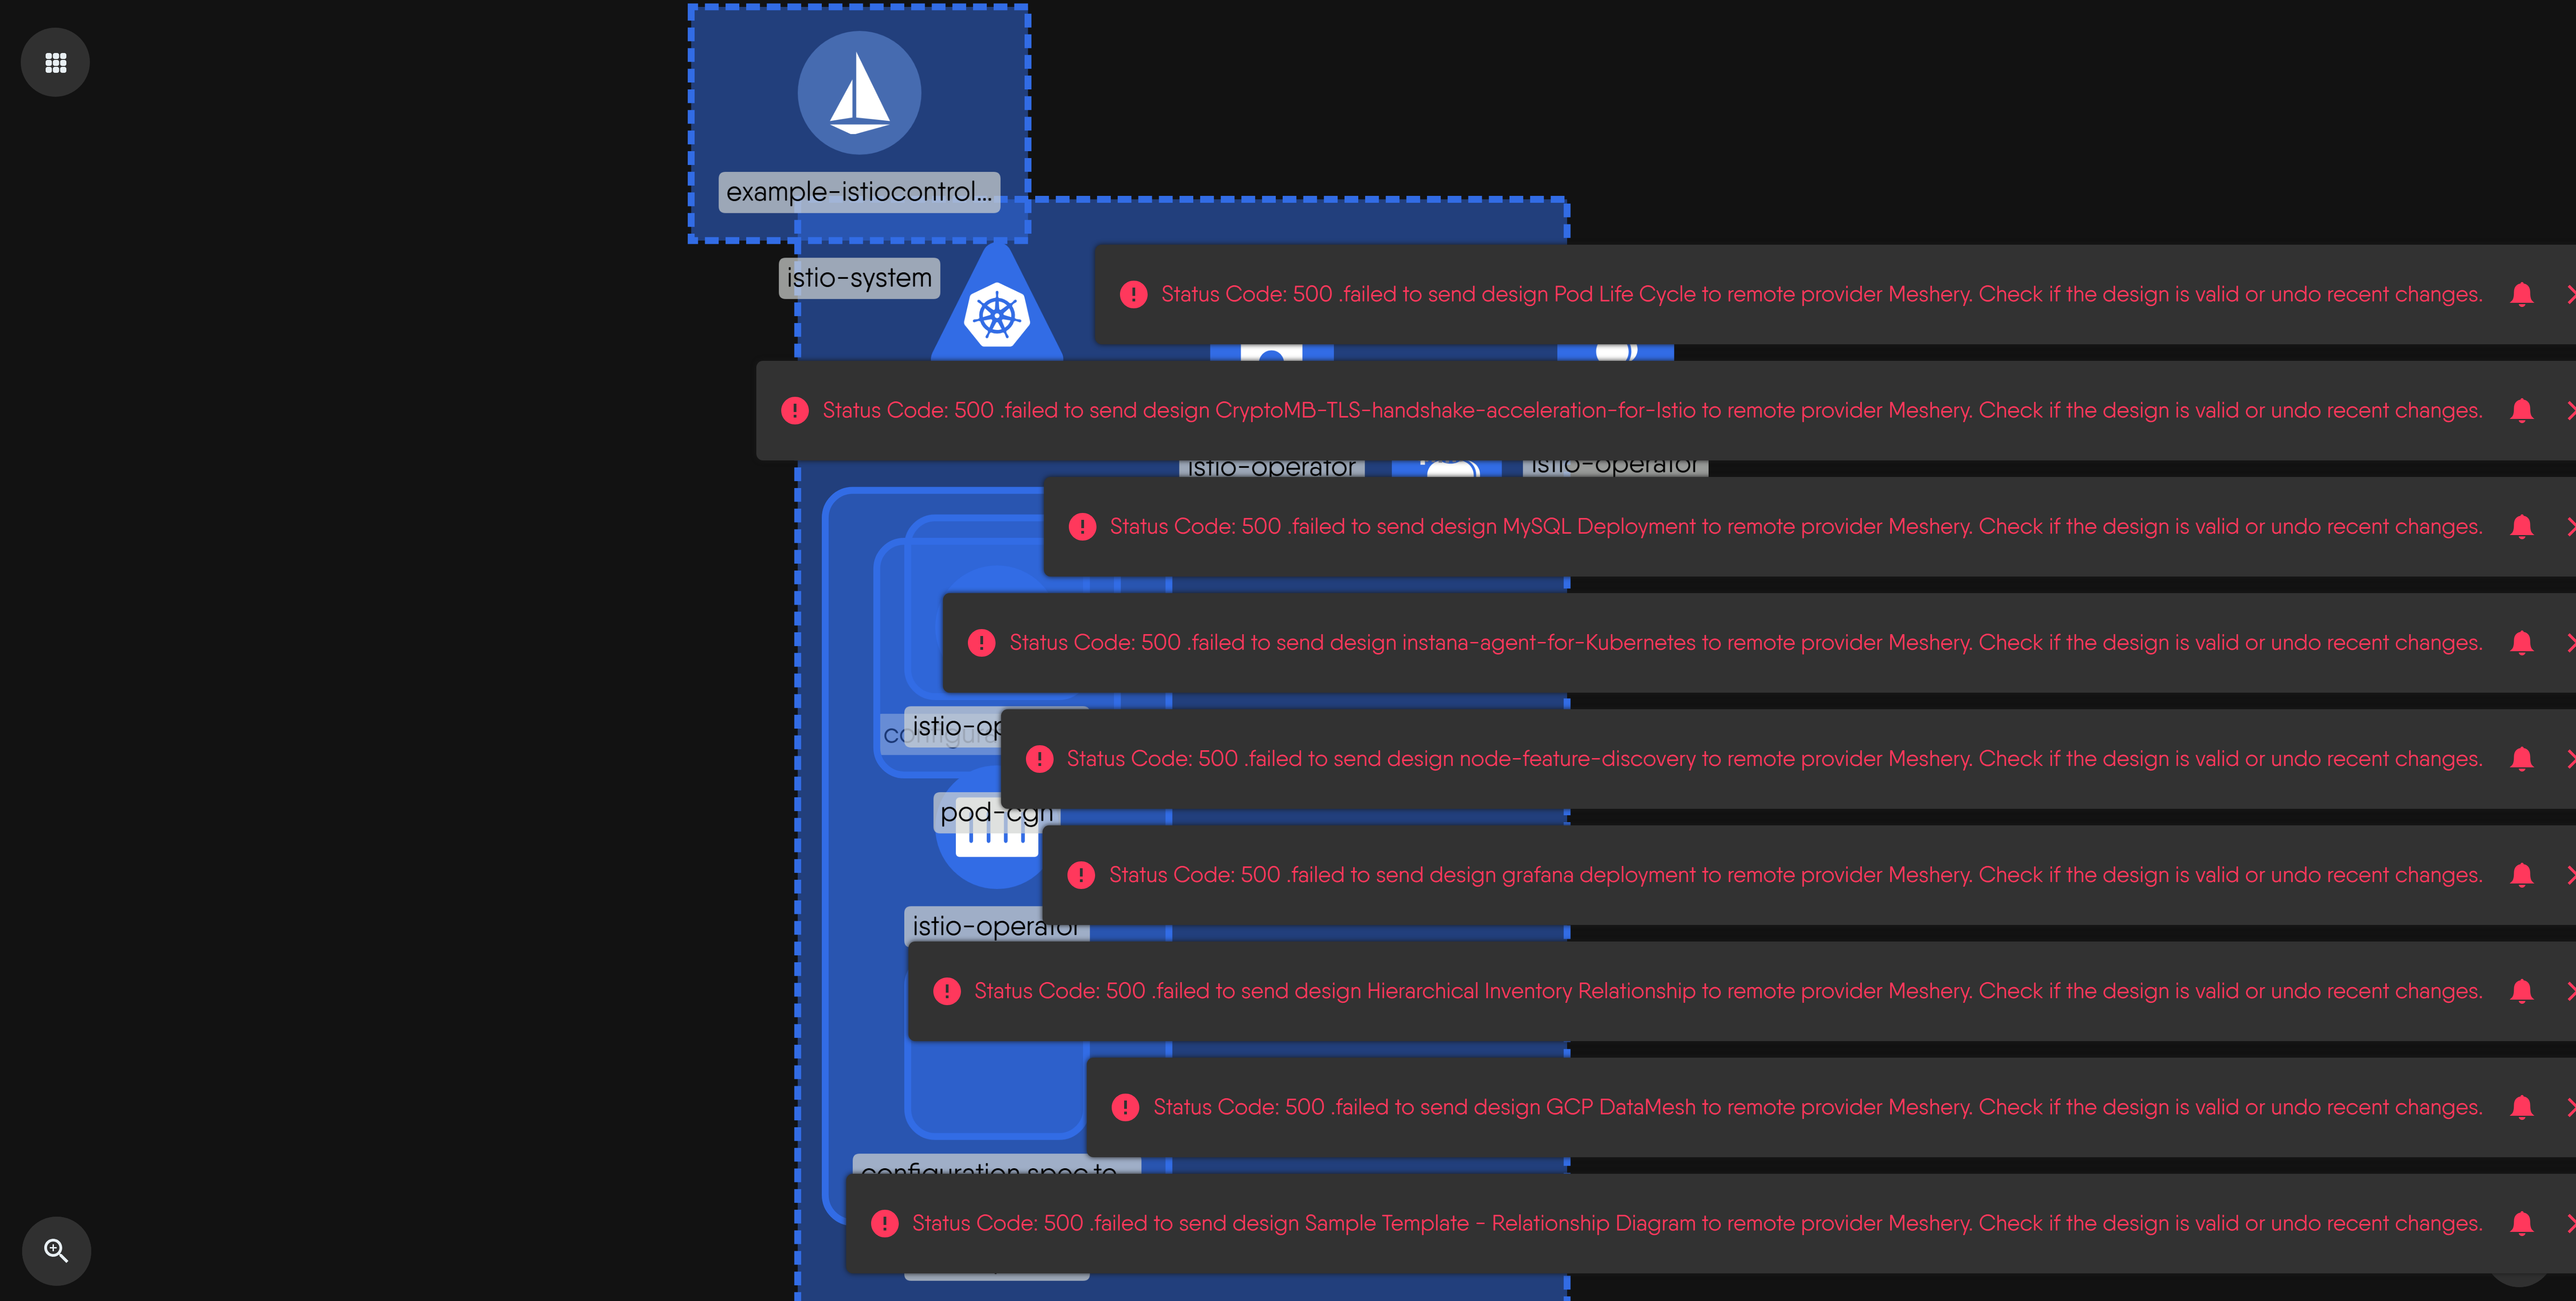 example-istiocontrol...
istio-system
Status Code: 500 .failed to send design Pod Life Cycle to remote provider Meshery. Check if the design is valid or undo recent changes.
Status Code: 500 .failed to send design CryptoMB-TLS-handshake-acceleration-for-Istio to remote provider Meshery. Check if the design is valid or undo recent changes.
istio-operator
istio-operator
Status Code: 500 .failed to send design MySQL Deployment to remote provider Meshery. Check if the design is valid or undo recent changes.
Status Code: 500 .failed to send design instana-agent-for-Kubernetes to remote provider Meshery. Check if the design is valid or undo recent changes.
istio-op
Status Code: 500 .failed to send design node-feature-discovery to remote provider Meshery. Check if the design is valid or undo recent changes.
pod-cgn
Status Code: 500 .failed to send design grafana deployment to remote provider Meshery. Check if the design is valid or undo recent changes.
istio-operator
Status Code: 500 .failed to send design Hierarchical Inventory Relationship to remote provider Meshery. Check if the design is valid or undo recent changes.
Status Code: 500 .failed to send design GCP DataMesh to remote provider Meshery. Check if the design is valid or undo recent changes.
configuration.spec.te...
Status Code: 500 .failed to send design Sample Template - Relationship Diagram to remote provider Meshery. Check if the design is valid or undo recent changes.